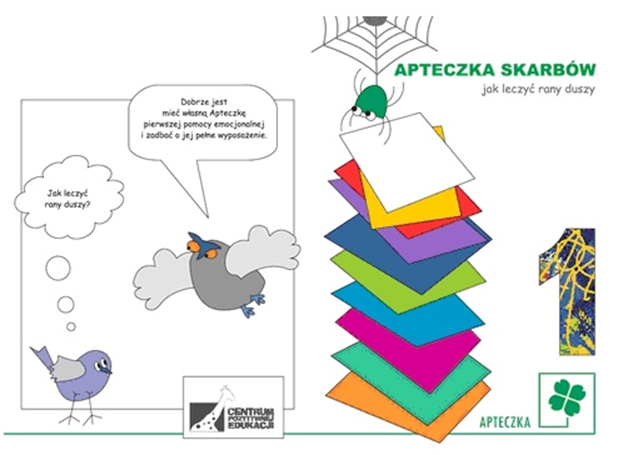 APTECZKA SKARBÓW
jak leczyć rany duszy
Dobrze jest
mieć własną Apteczkę
pierwszej pomocy emocjonalnej
i zadbać o jej pełne wyposażenie.
Jak leczyć
rany duszy?
1
CENTRUM
POZYTYWNEJ
EDUKACJI
APTECZKA